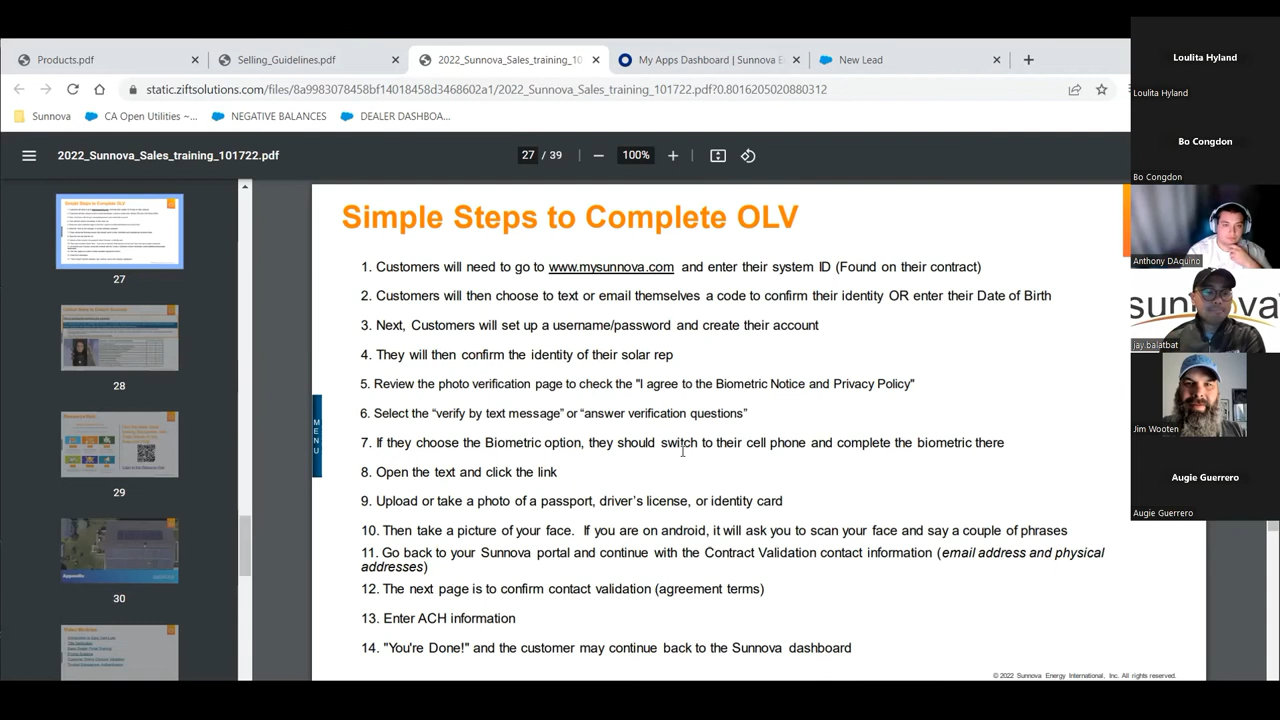 Products.pdf
Selling_Guidelines.pdf
2022_Sunnova_Sales_training_10
My Apps Dashboard | Sunnova E
New Lead
static.ziftsolutions.com/files/8a9983078458bf14018458d3468602a1/2022_Sunnova_Sales_training_101722.pdf?0.8016205020880312
Sunnova
CA Open Utilities ~...
NEGATIVE BALANCES
DEALER DASHBOA...
2022_Sunnova_Sales_training_101722.pdf
27 / 39
100%
27
28
29
Appendix
30
MENU
Simple Steps to Complete OLV
1. Customers will need to go to www.mysunnova.com and enter their system ID (Found on their contract)
2. Customers will then choose to text or email themselves a code to confirm their identity OR enter their Date of Birth
3. Next, Customers will set up a username/password and create their account
4. They will then confirm the identity of their solar rep
5. Review the photo verification page to check the "I agree to the Biometric Notice and Privacy Policy"
6. Select the “verify by text message” or “answer verification questions”
7. If they choose the Biometric option, they should switch to their cell phone and complete the biometric there
8. Open the text and click the link
9. Upload or take a photo of a passport, driver’s license, or identity card
10. Then take a picture of your face. If you are on android, it will ask you to scan your face and say a couple of phrases
11. Go back to your Sunnova portal and continue with the Contract Validation contact information (email address and physical
addresses)
12. The next page is to confirm contact validation (agreement terms)
13. Enter ACH information
14. "You're Done!" and the customer may continue back to the Sunnova dashboard
© 2022 Sunnova Energy International, Inc. All rights reserved.
Loulita Hyland
Loulita Hyland
Bo Congdon
Bo Congdon
Anthony DAquino
sunnova
jay.balatbat
Jim Wooten
Augie Guerrero
Augie Guerrero